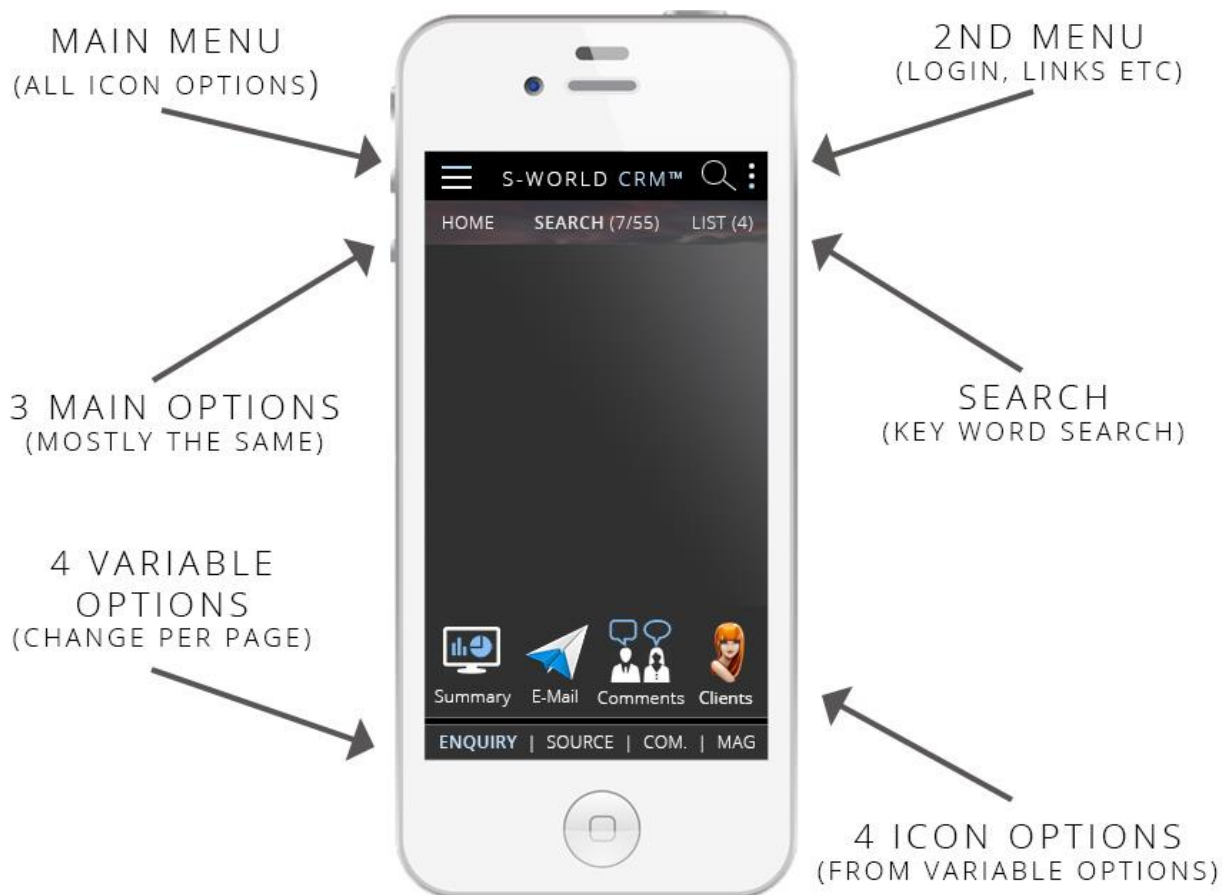 MAIN MENU
(ALL ICON OPTIONS)
2ND MENU
(LOGIN, LINKS ETC)
S-WORLD CRM™
HOME SEARCH (7/55) LIST (4)
3 MAIN OPTIONS
(MOSTLY THE SAME)
SEARCH
(KEY WORD SEARCH)
4 VARIABLE
OPTIONS
(CHANGE PER PAGE)
Summary E-Mail Comments Clients
ENQUIRY | SOURCE | COM. | MAG
4 ICON OPTIONS
(FROM VARIABLE OPTIONS)